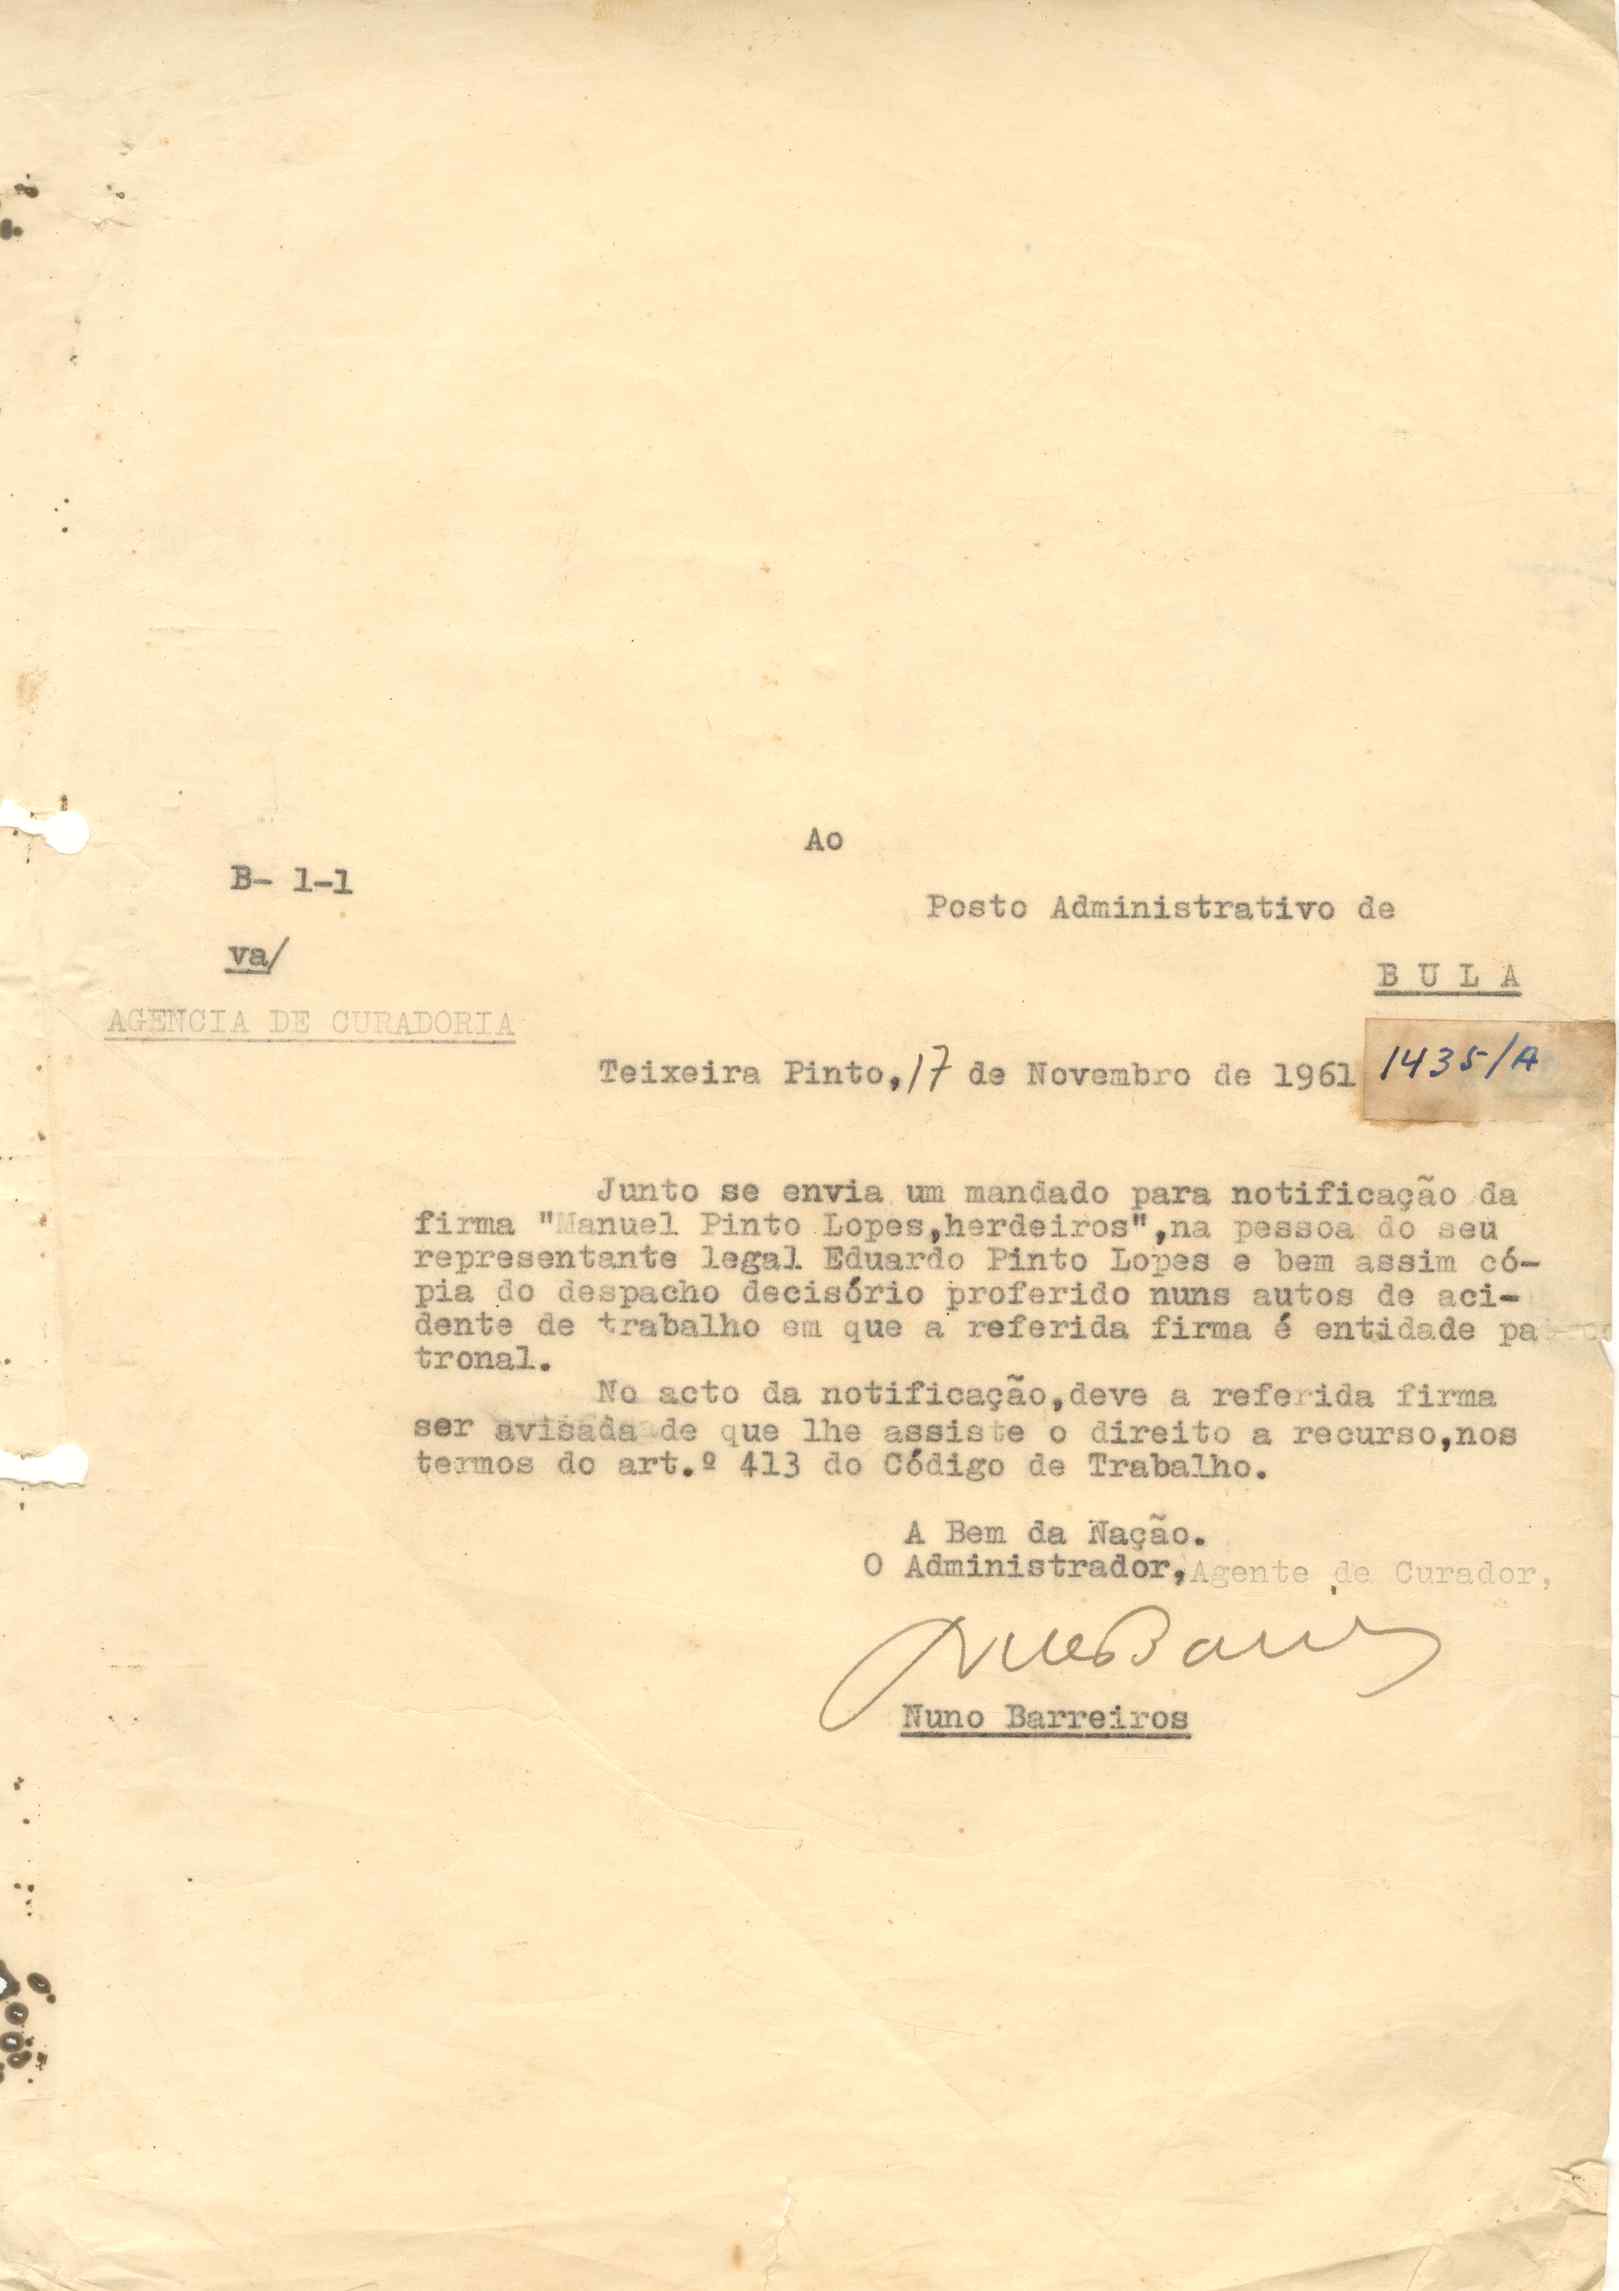 Ao
B- 1-1
Posto Administrativo de
va/
B U L A
AGENCIA DE CURADORIA
Teixeira Pinto,17 de Novembro de 1961 1435/A
Junto se envia um mandado para notificação da
firma "Manuel Pinto Lopes,herdeiros",na pessoa do seu
representante legal Eduardo Pinto Lopes e bem assim có-
pia do despacho decisório proferido nuns autos de aci-
dente de trabalho em que a referida firma é entidade pa
tronal.
No acto da notificação,deve a referida firma
ser avisada de que lhe assiste o direito a recurso,nos
termos do art.º 413 do Código de Trabalho.
A Bem da Nação.
O Administrador,Agente de Curador,
Nuno Barreiros